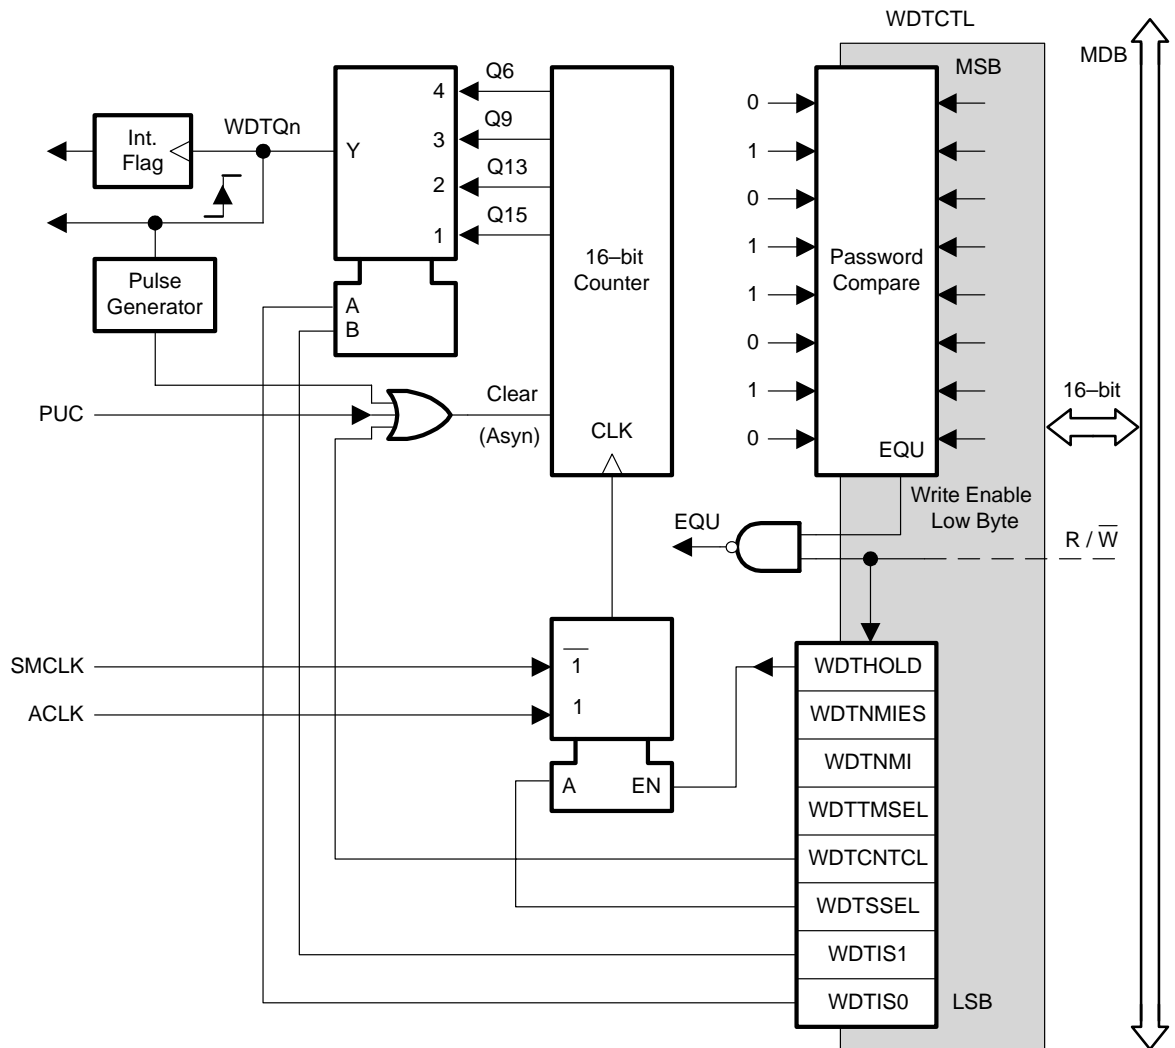 WDTCTL
MDB
MSB
Q6
4
0
Int.
Flag
WDTQn
Q9
3
Y
1
Q13
2
0
Q15
1
1
16–bit
Counter
Password
Compare
Pulse
Generator
1
A
B
0
1
16–bit
Clear
PUC
(Asyn)
CLK
0
EQU
Write Enable
Low Byte
EQU
R / W
SMCLK
1
WDTHOLD
ACLK
1
WDTNMIES
WDTNMI
A
EN
WDTTMSEL
WDTCNTCL
WDTSSEL
WDTIS1
WDTIS0
LSB